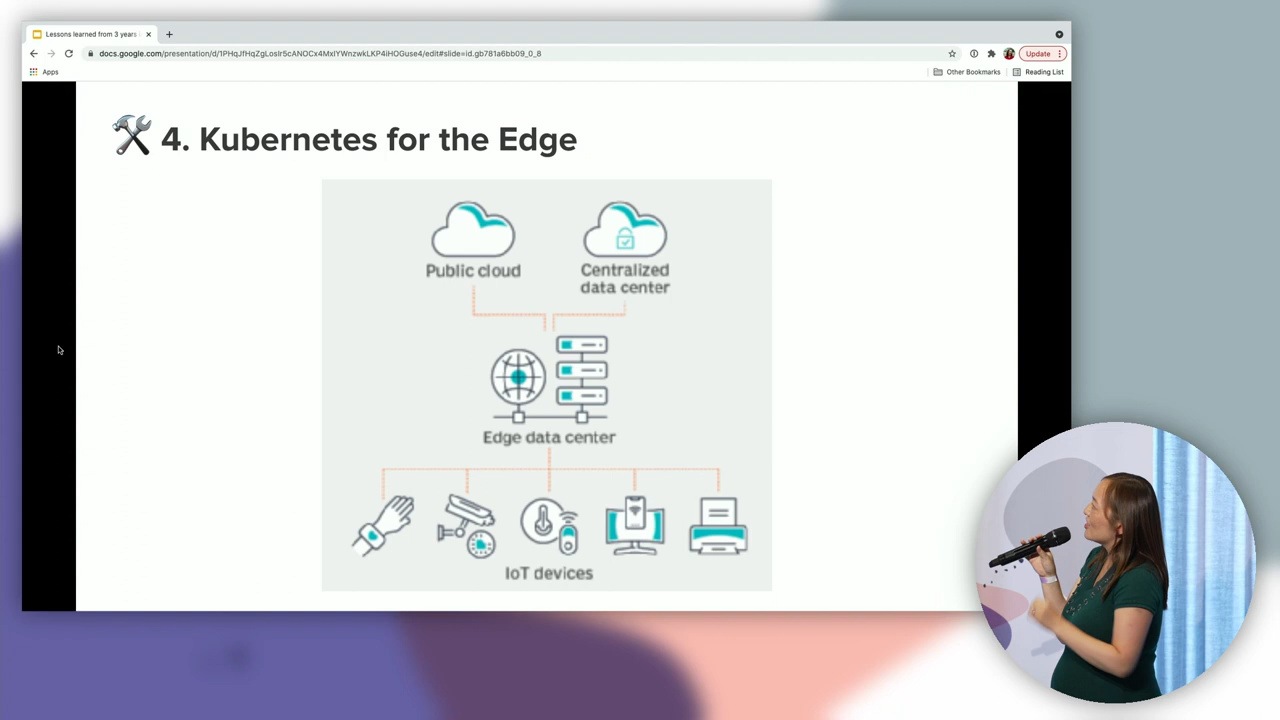 Lessons learned from 3 years
docs.google.com/presentation/d/1PHqJfHqZgLoslr5cANOCx4MxIYWnzwkLKP4iHOGuse4/edit#slide=id.gb781a6bb09_0_8
Update
Apps
Other Bookmarks
Reading List
4. Kubernetes for the Edge
Public cloud
Centralized
data center
Edge data center
IoT devices